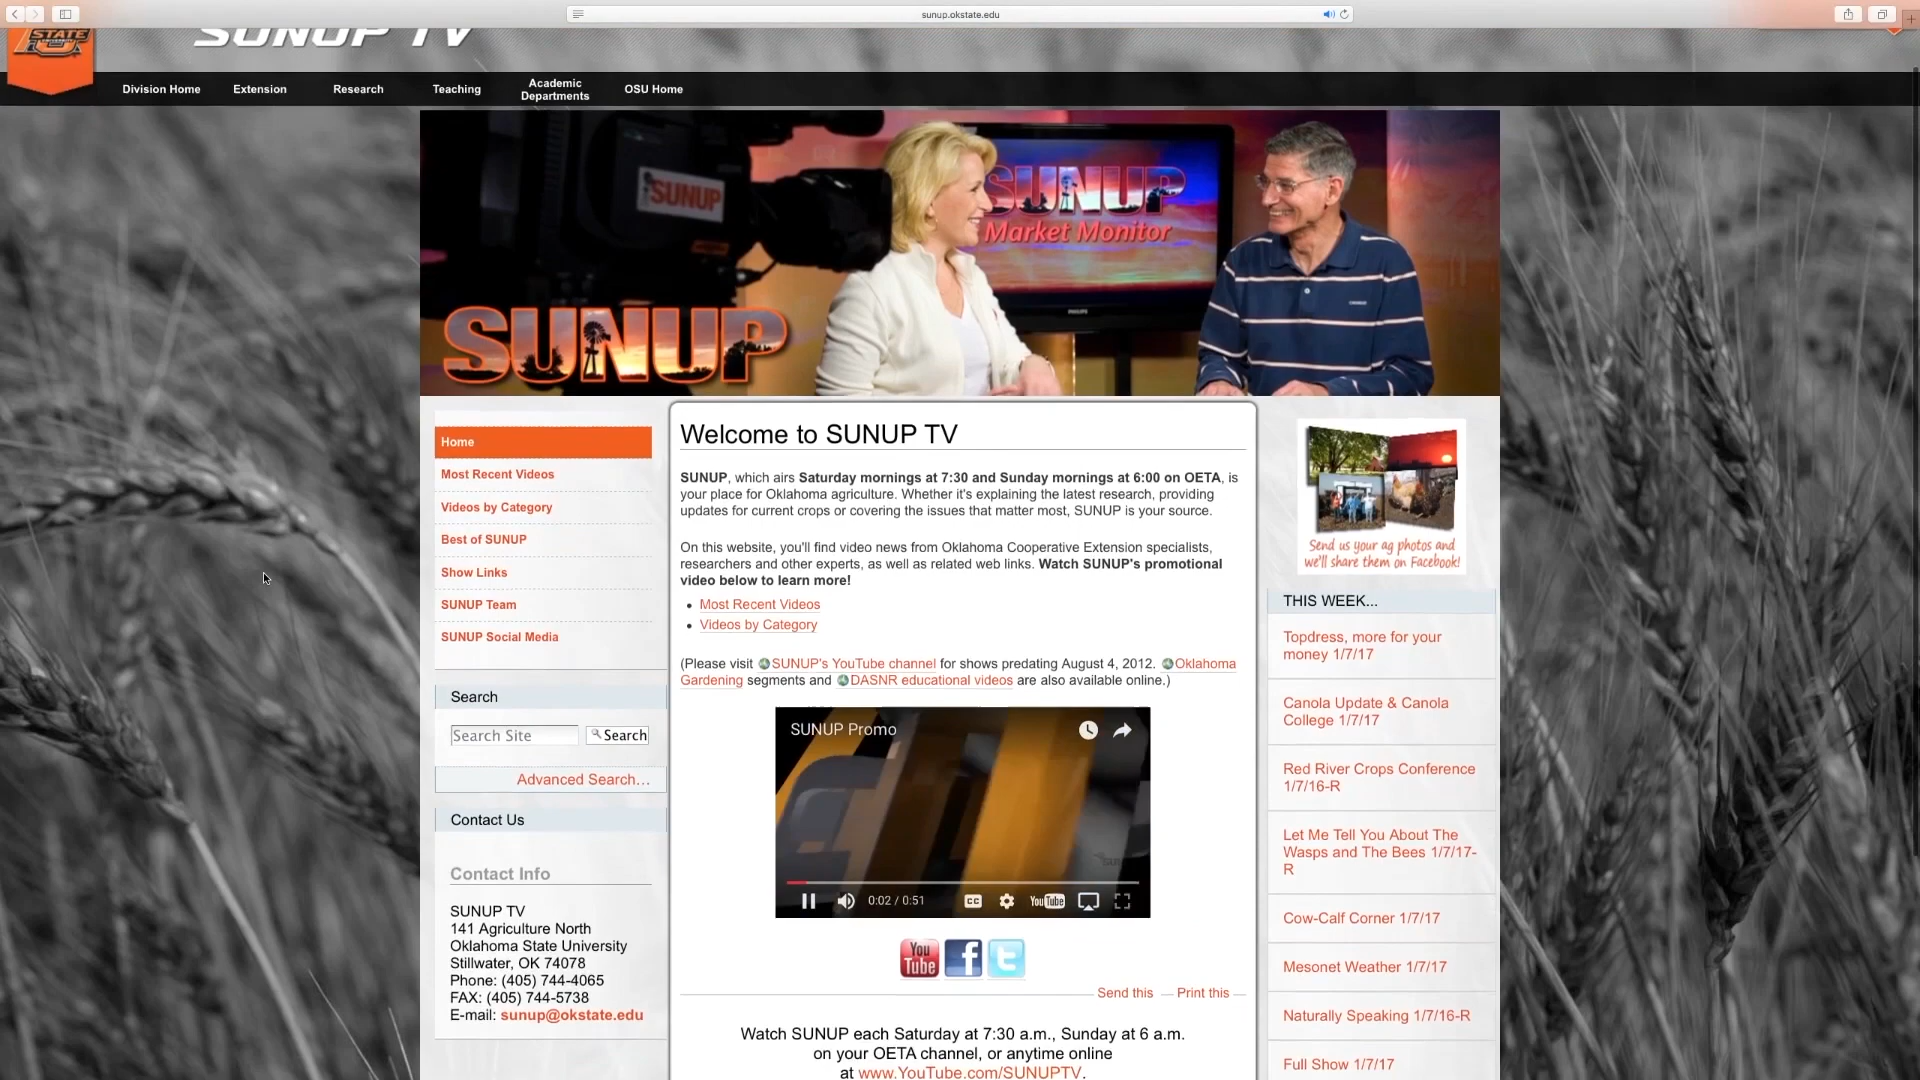 sunup.okstate.edu
STATE
SUNUP TV
Division Home
Extension
Research
Teaching
Academic
Departments
OSU Home
SUNUP
SUNUP
Market Monitor
PHILIPS
SUNUP
Home
Most Recent Videos
Videos by Category
Best of SUNUP
Show Links
SUNUP Team
SUNUP Social Media
Search
Search Site
Search
Advanced Search…
Contact Us
Contact Info
SUNUP TV
141 Agriculture North
Oklahoma State University
Stillwater, OK 74078
Phone: (405) 744-4065
FAX: (405) 744-5738
E-mail: sunup@okstate.edu
Welcome to SUNUP TV
SUNUP, which airs Saturday mornings at 7:30 and Sunday mornings at 6:00 on OETA, is
your place for Oklahoma agriculture. Whether it's explaining the latest research, providing
updates for current crops or covering the issues that matter most, SUNUP is your source.
On this website, you'll find video news from Oklahoma Cooperative Extension specialists,
researchers and other experts, as well as related web links. Watch SUNUP's promotional
video below to learn more!
• Most Recent Videos
• Videos by Category
(Please visit SUNUP's YouTube channel for shows predating August 4, 2012. Oklahoma
Gardening segments and DASNR educational videos are also available online.)
SUNUP Promo
0:02 / 0:51
CC
YouTube
You
Tube
f
t
Send this
Print this
Watch SUNUP each Saturday at 7:30 a.m., Sunday at 6 a.m.
on your OETA channel, or anytime online
at www.YouTube.com/SUNUPTV.
Send us your ag photos and
we'll share them on Facebook!
THIS WEEK...
Topdress, more for your
money 1/7/17
Canola Update & Canola
College 1/7/17
Red River Crops Conference
1/7/16-R
Let Me Tell You About The
Wasps and The Bees 1/7/17-
R
Cow-Calf Corner 1/7/17
Mesonet Weather 1/7/17
Naturally Speaking 1/7/16-R
Full Show 1/7/17